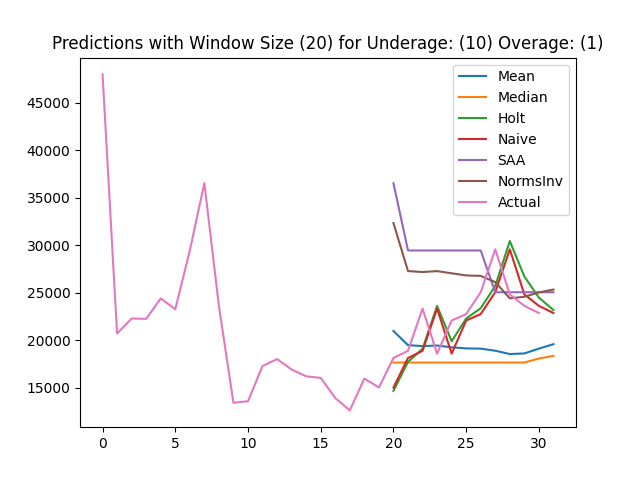 Predictions with Window Size (20) for Underage: (10) Overage: (1)
Mean
Median
Holt
Naive
SAA
NormsInv
Actual
45000
40000
35000
30000
25000
20000
15000
0 5 10 15 20 25 30